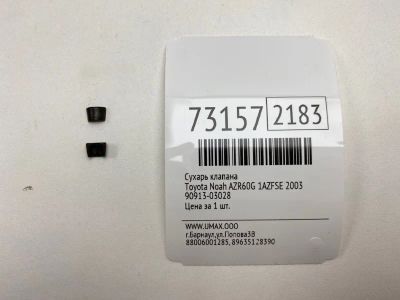 73157 2183
Сухарь клапана
Toyota Noah AZR60G 1AZFSE 2003
90913-03028
Цена за 1 шт.
WWW.UMAX.OOO
г.Барнаул,ул.Попова3В
88006001285, 89635128390